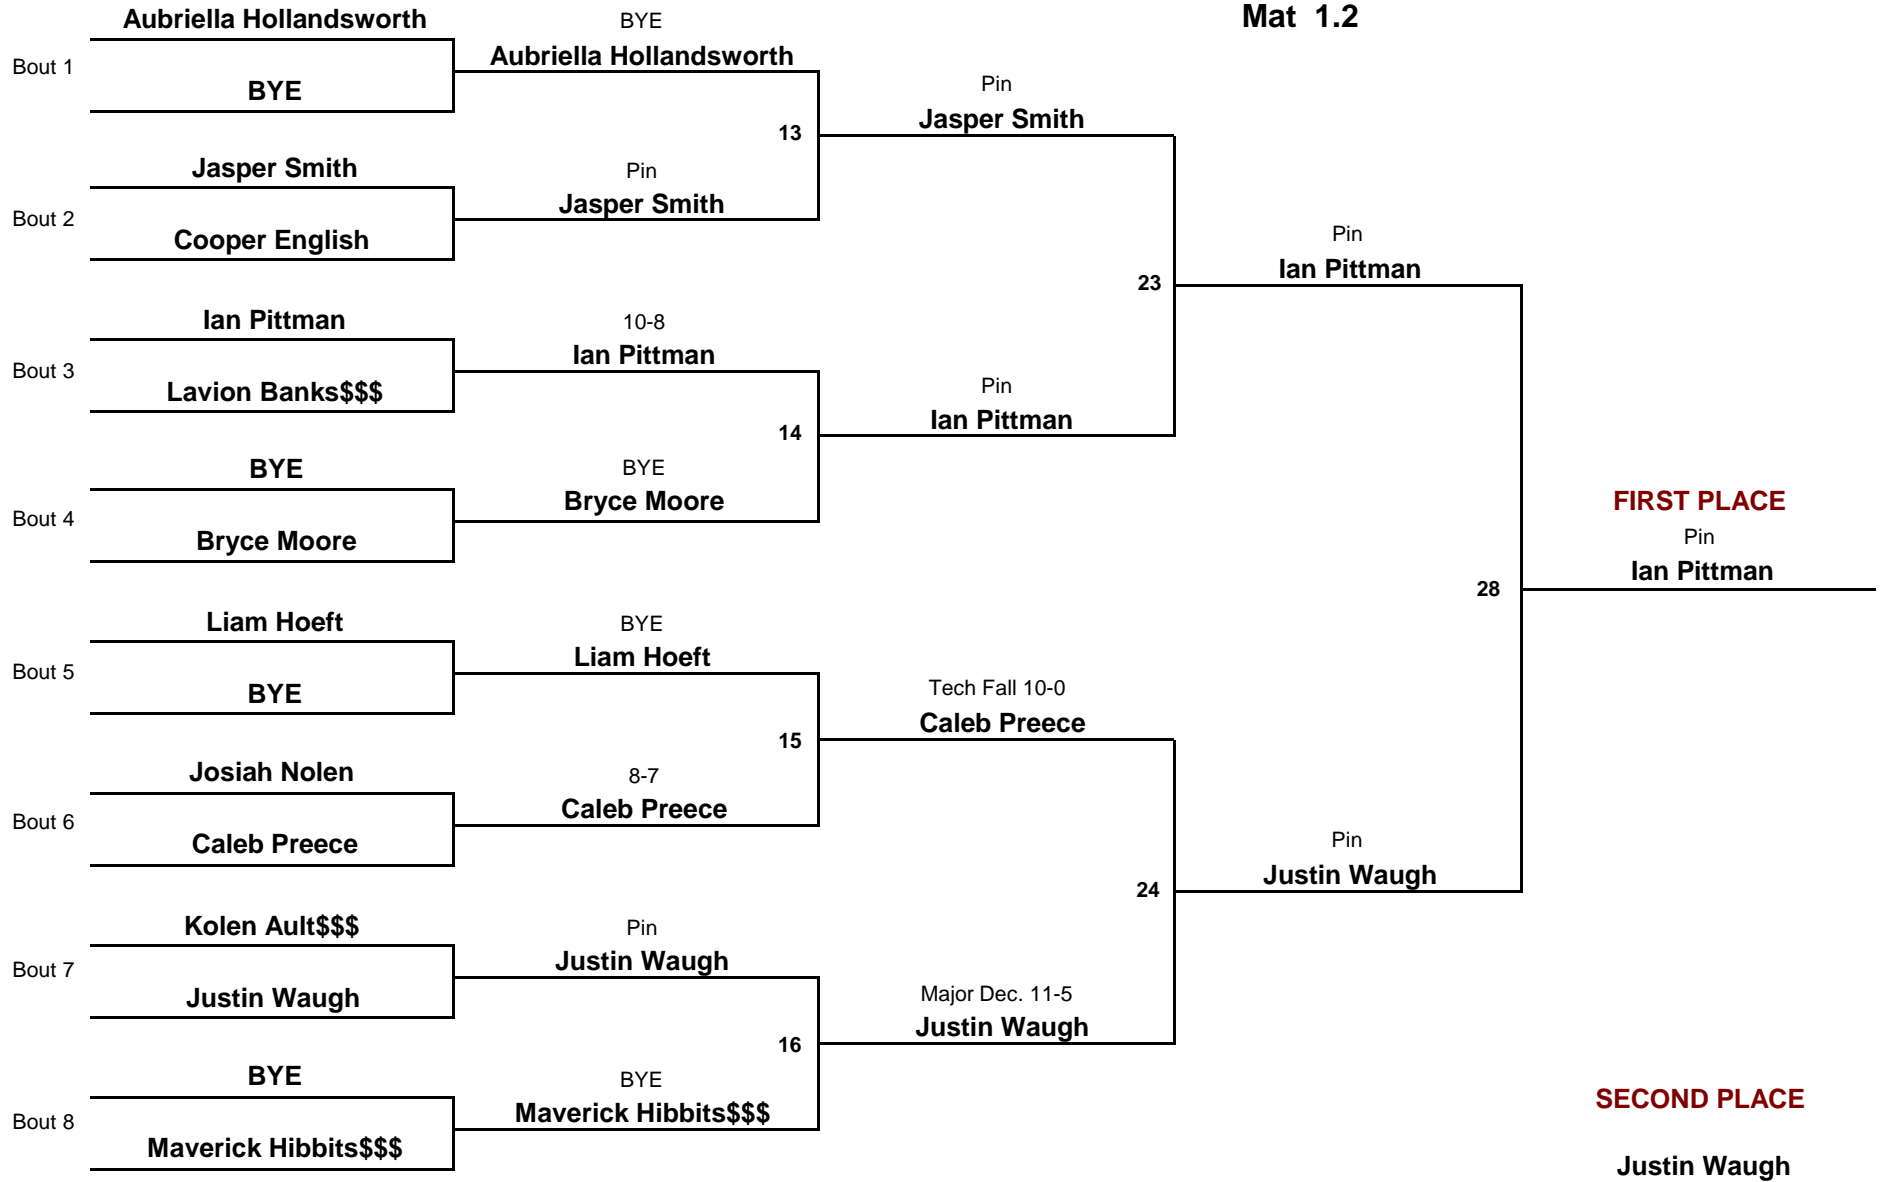 Mat 1.2
Aubriella Hollandsworth
Bout 1
BYE
Jasper Smith
Bout 2
Cooper English
Ian Pittman
Bout 3
Lavion Banks$$$
BYE
Bout 4
Bryce Moore
Liam Hoeft
Bout 5
BYE
Josiah Nolen
Bout 6
Caleb Preece
Kolen Ault$$$
Bout 7
Justin Waugh
BYE
Bout 8
Maverick Hibbits$$$
BYE
Aubriella Hollandsworth
13
Pin
Jasper Smith
10-8
Ian Pittman
14
BYE
Bryce Moore
BYE
Liam Hoeft
15
8-7
Caleb Preece
Pin
Justin Waugh
16
BYE
Maverick Hibbits$$$
Pin
Jasper Smith
23
Pin
Ian Pittman
Tech Fall 10-0
Caleb Preece
24
Major Dec. 11-5
Justin Waugh
Pin
Ian Pittman
28
Pin
Justin Waugh
FIRST PLACE
Pin
Ian Pittman
SECOND PLACE
Justin Waugh